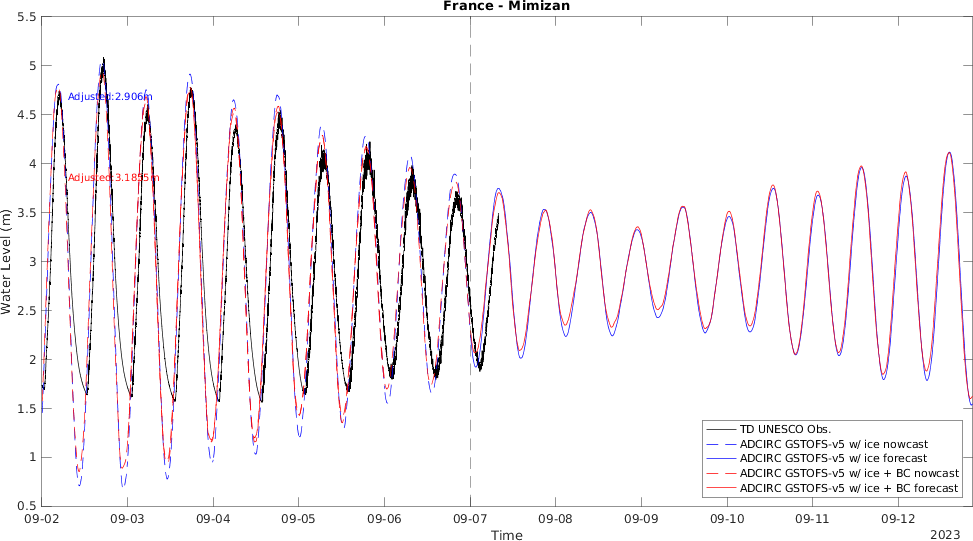 France - Mimizan
5.5
5
4.5
4
3.5
3
2.5
2
1.5
1
0.5
Water Level (m)
Adjusted:2.906m
Adjusted:3.1855m
TD UNESCO Obs.
ADCIRC GSTOFS-v5 w/ ice nowcast
ADCIRC GSTOFS-v5 w/ ice forecast
ADCIRC GSTOFS-v5 w/ ice + BC nowcast
ADCIRC GSTOFS-v5 w/ ice + BC forecast
09-02 09-03 09-04 09-05 09-06 09-07 09-08 09-09 09-10 09-11 09-12
Time
2023